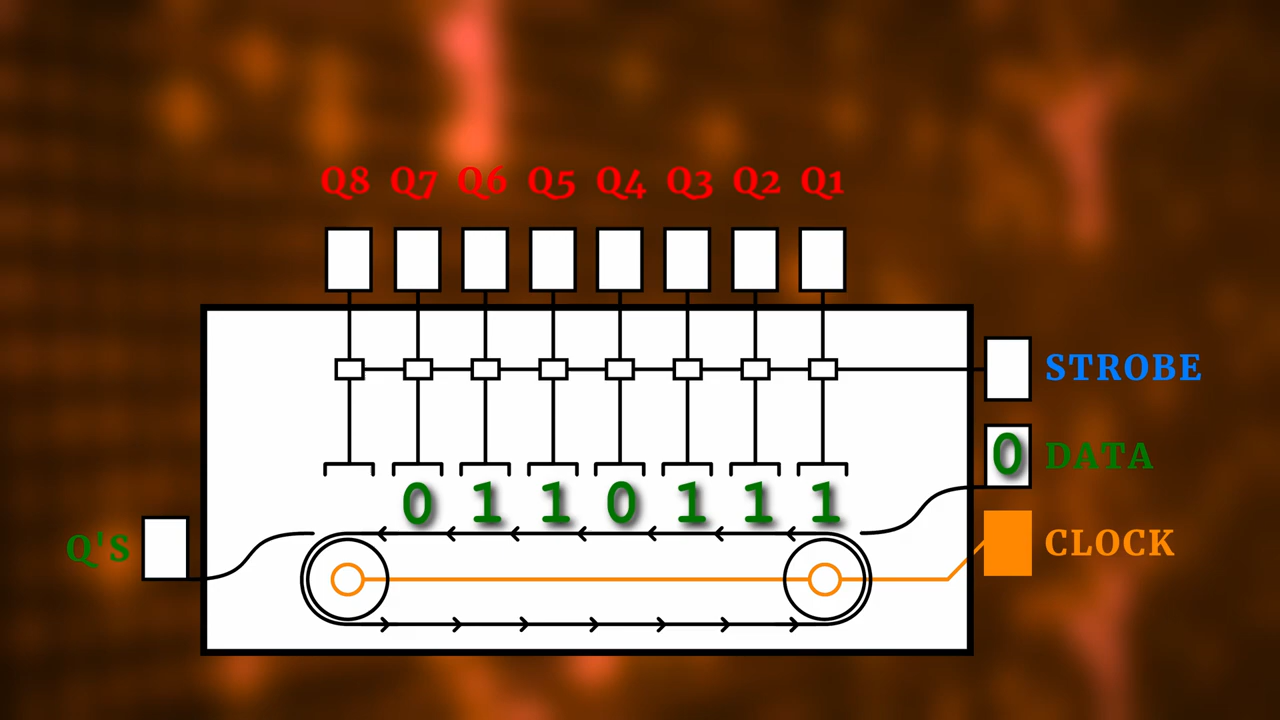 Q8 Q7 Q6 Q5 Q4 Q3 Q2 Q1
STROBE
0 DATA
0 1 1 0 1 1 1
Q'S
CLOCK